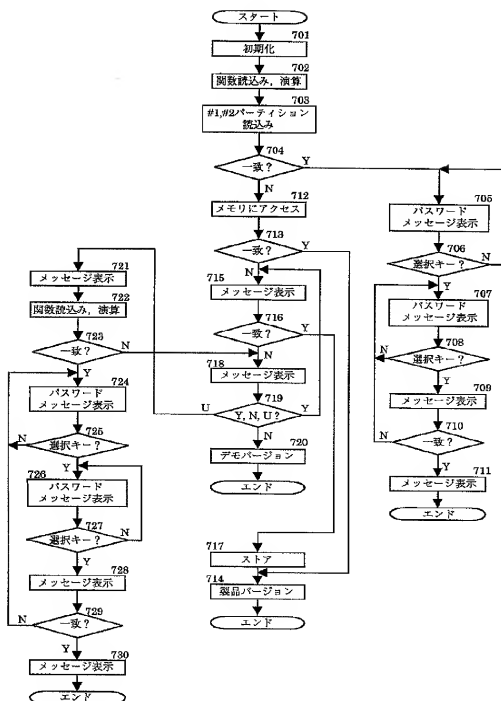 スタート
701
初期化
702
関数読込み，演算
703
#1,#2パーティション
読込み
704
一致？
Y
N
712
メモリにアクセス
713
一致？
Y
N
715
メッセージ表示
716
一致？
Y
N
718
メッセージ表示
719
Y, N, U？
U
Y
N
720
デモバージョン
エンド
717
ストア
714
製品バージョン
エンド
705
パスワード
メッセージ表示
706
選択キー？
N
Y
707
パスワード
メッセージ表示
708
選択キー？
N
Y
709
メッセージ表示
710
一致？
N
Y
711
メッセージ表示
エンド
721
メッセージ表示
722
関数読込み，演算
723
一致？
N
Y
724
パスワード
メッセージ表示
725
選択キー？
N
Y
726
パスワード
メッセージ表示
727
選択キー？
N
Y
728
メッセージ表示
729
一致？
N
Y
730
メッセージ表示
エンド